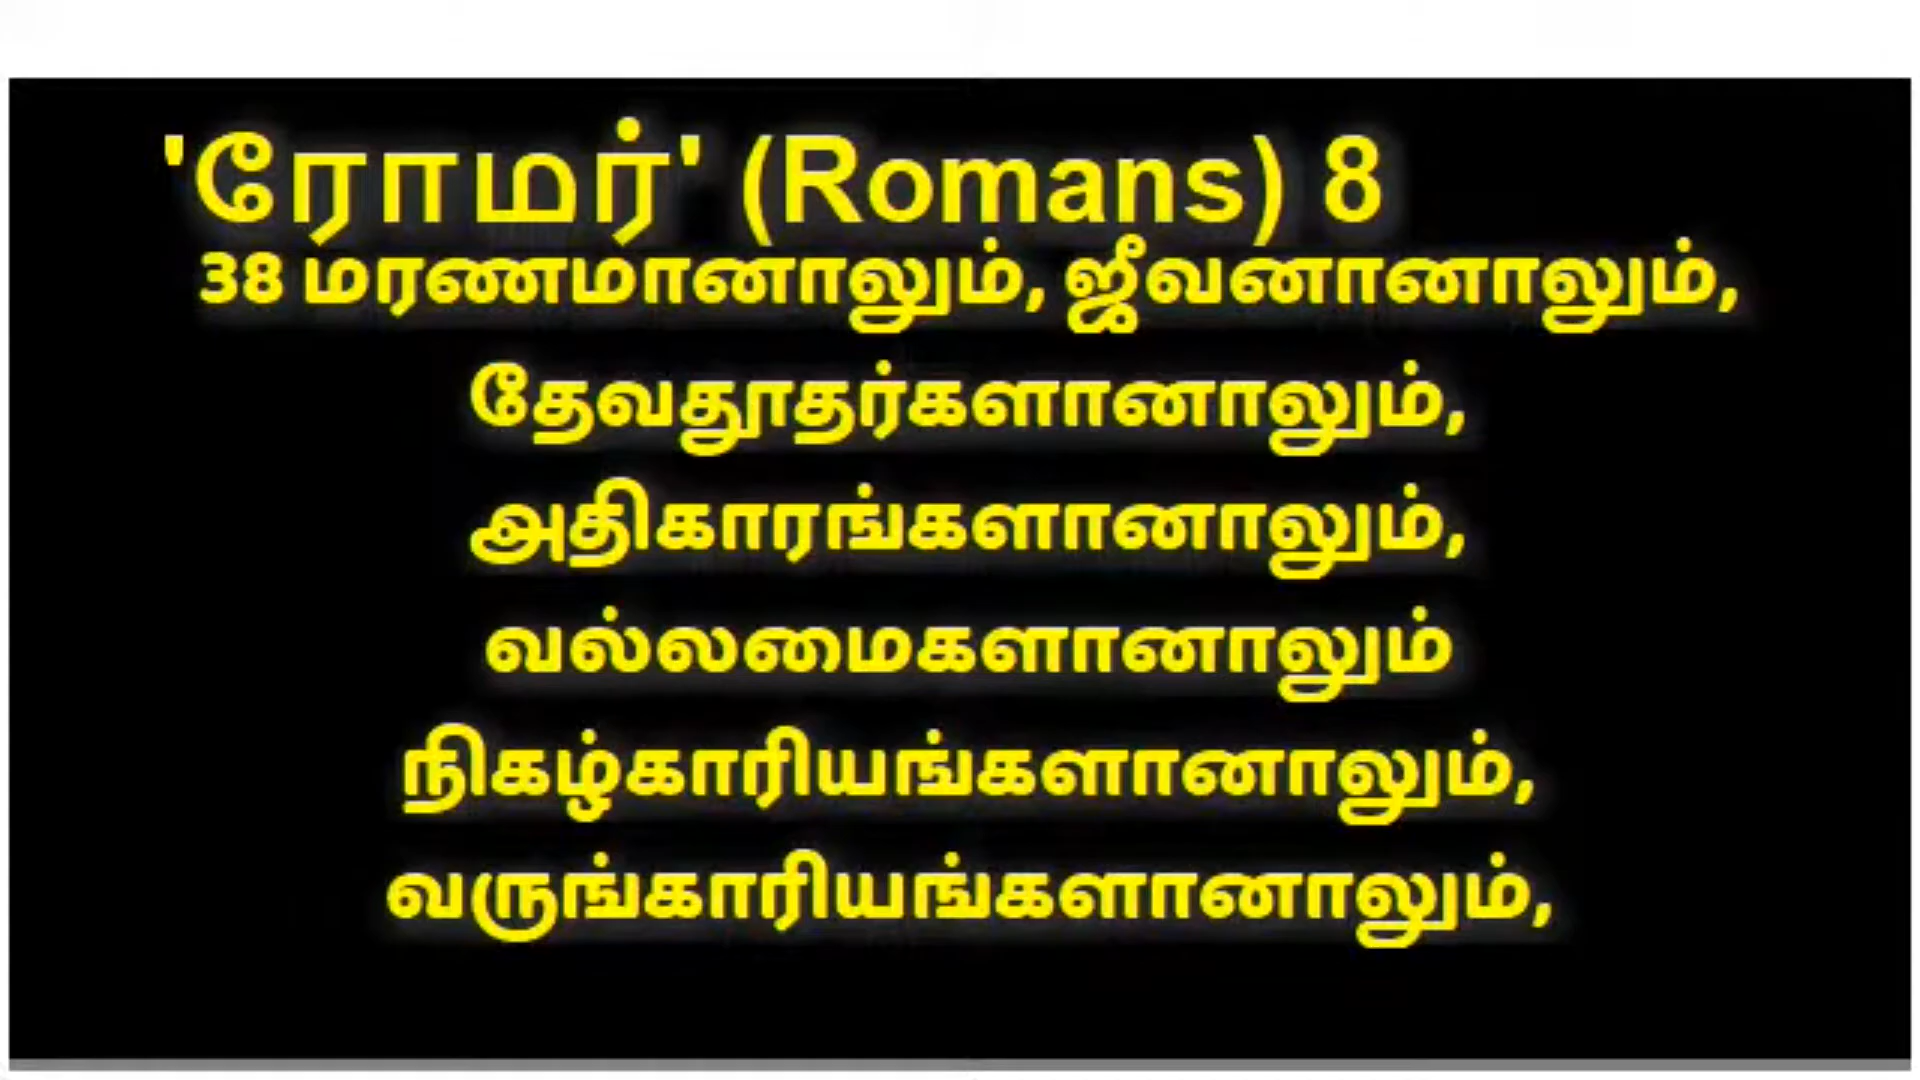 'ரோமர்' (Romans) 8
38 மரணமானாலும், ஜீவனானாலும்,
தேவதூதர்களானாலும்,
அதிகாரங்களானாலும்,
வல்லமைகளானாலும்
நிகழ்காரியங்களானாலும்,
வருங்காரியங்களானாலும்,